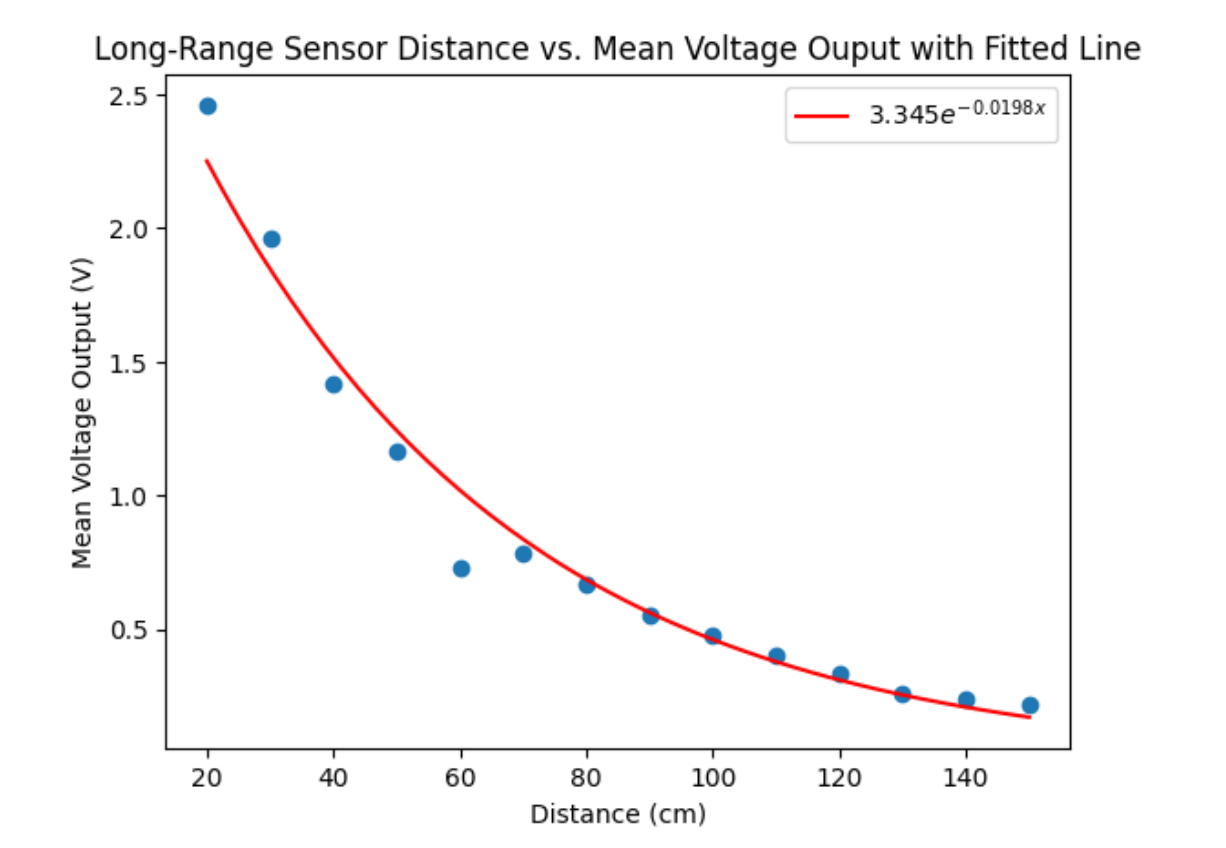 Long-Range Sensor Distance vs. Mean Voltage Ouput with Fitted Line
3.345e^{-0.0198x}
Mean Voltage Output (V)
2.5
2.0
1.5
1.0
0.5
20 40 60 80 100 120 140
Distance (cm)